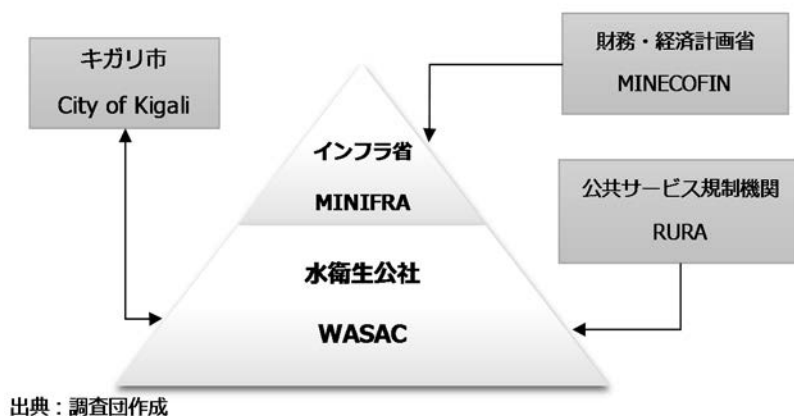 キガリ市
City of Kigali
財務・経済計画省
MINECOFIN
インフラ省
MINIFRA
公共サービス規制機関
RURA
水衛生公社
WASAC
出典：調査団作成